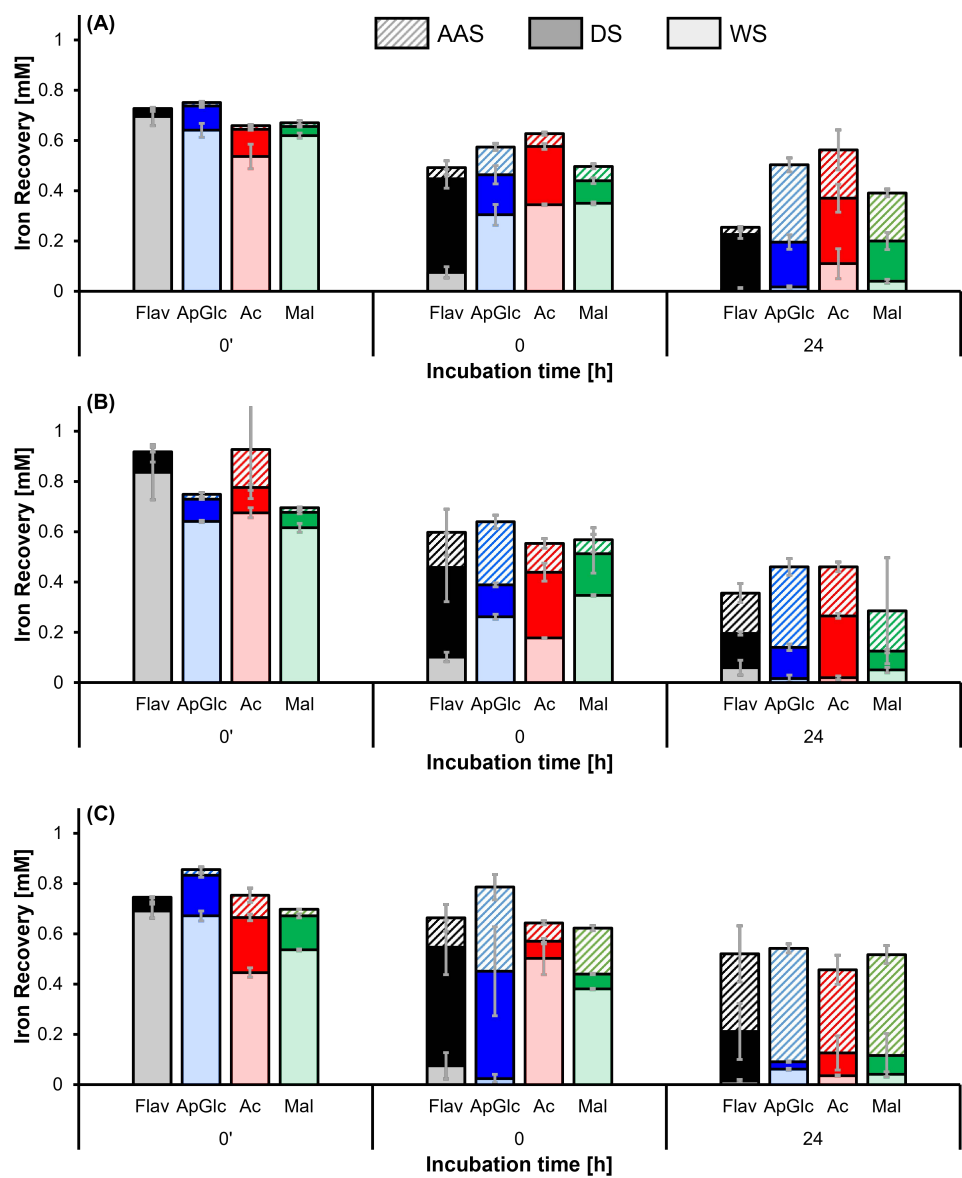 (A)
AAS DS WS
Iron Recovery [mM]
1
0.8
0.6
0.4
0.2
0
Flav ApGlc Ac Mal Flav ApGlc Ac Mal Flav ApGlc Ac Mal
0' 0 24
Incubation time [h]
(B)
Iron Recovery [mM]
1
0.8
0.6
0.4
0.2
0
Flav ApGlc Ac Mal Flav ApGlc Ac Mal Flav ApGlc Ac Mal
0' 0 24
Incubation time [h]
(C)
Iron Recovery [mM]
1
0.8
0.6
0.4
0.2
0
Flav ApGlc Ac Mal Flav ApGlc Ac Mal Flav ApGlc Ac Mal
0' 0 24
Incubation time [h]